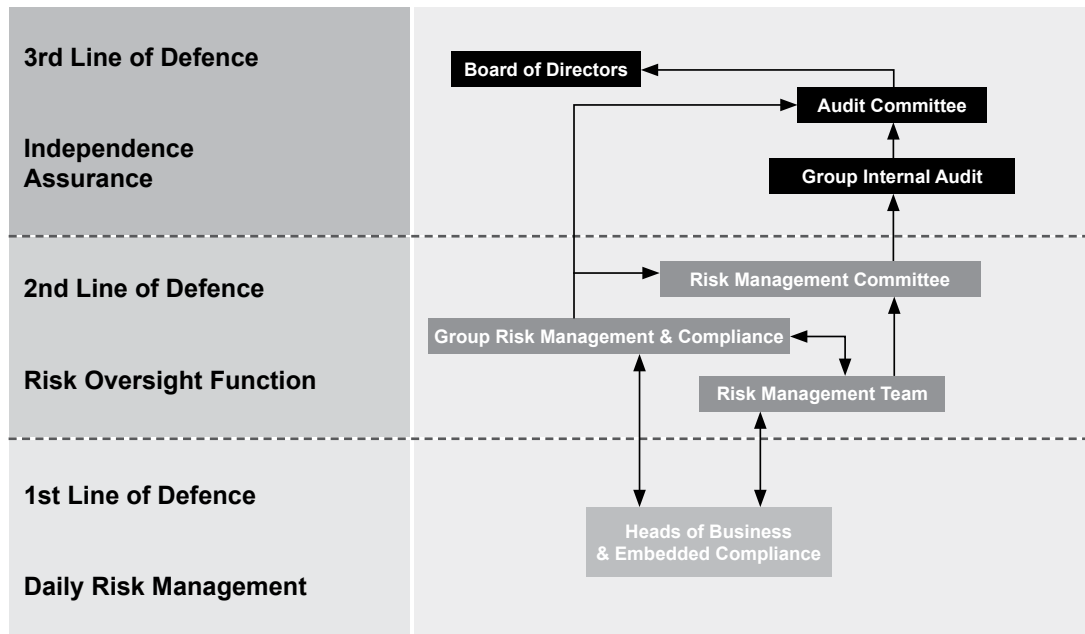 3rd Line of Defence
Independence
Assurance
Board of Directors
Audit Committee
Group Internal Audit
2nd Line of Defence
Risk Oversight Function
Risk Management Committee
Group Risk Management & Compliance
Risk Management Team
1st Line of Defence
Daily Risk Management
Heads of Business
& Embedded Compliance